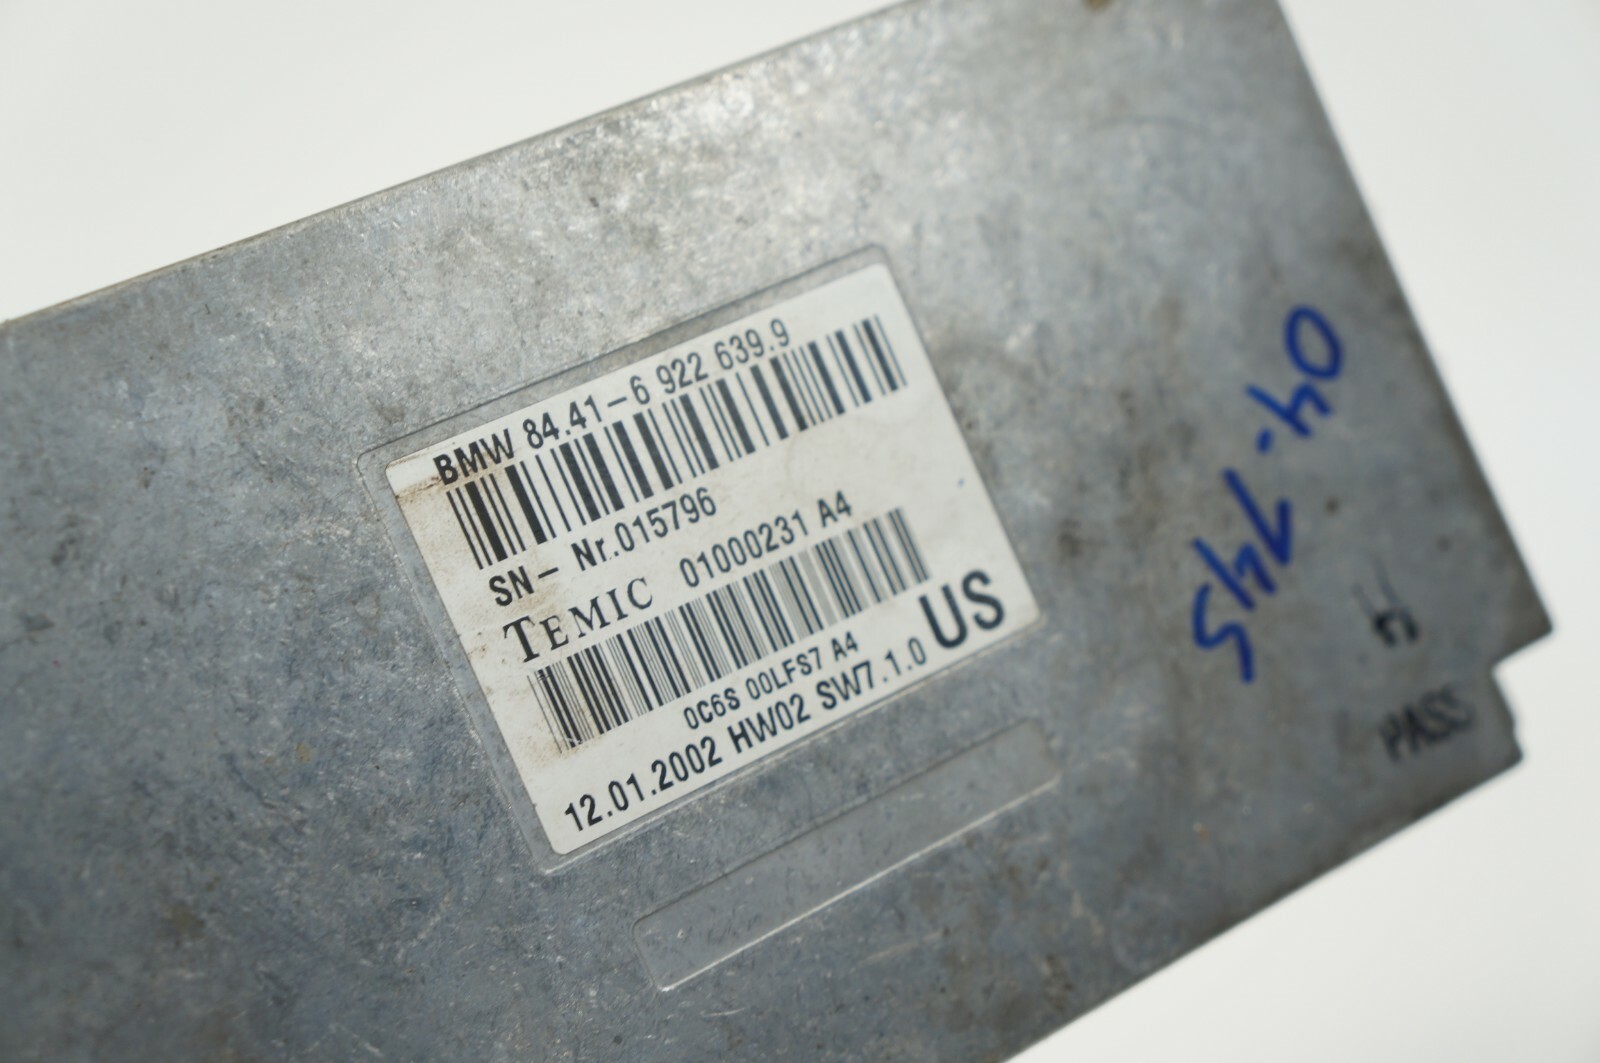 BMW 84.41-6 922 639.9
SN- Nr.015796
TEMIC 01000231 A4
0C6S 00LFS7 A4
12.01.2002 HW02 SW7.1.0 US
04-745
HASS